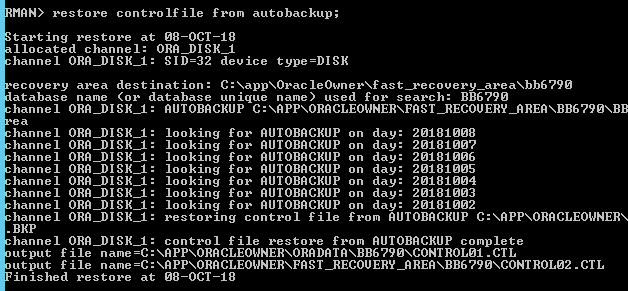 RMAN> restore controlfile from autobackup;
Starting restore at 08-OCT-18
allocated channel: ORA_DISK_1
channel ORA_DISK_1: SID=32 device type=DISK
recovery area destination: C:\app\OracleOwner\fast_recovery_area\bb6790
database name (or database unique name) used for search: BB6790
channel ORA_DISK_1: AUTOBACKUP C:\APP\ORACLEOWNER\FAST_RECOVERY_AREA\BB6790\BB
rea
channel ORA_DISK_1: looking for AUTOBACKUP on day: 20181008
channel ORA_DISK_1: looking for AUTOBACKUP on day: 20181007
channel ORA_DISK_1: looking for AUTOBACKUP on day: 20181006
channel ORA_DISK_1: looking for AUTOBACKUP on day: 20181005
channel ORA_DISK_1: looking for AUTOBACKUP on day: 20181004
channel ORA_DISK_1: looking for AUTOBACKUP on day: 20181003
channel ORA_DISK_1: looking for AUTOBACKUP on day: 20181002
channel ORA_DISK_1: restoring control file from AUTOBACKUP C:\APP\ORACLEOWNER\
.BKP
channel ORA_DISK_1: control file restore from AUTOBACKUP complete
output file name=C:\APP\ORACLEOWNER\ORADATA\BB6790\CONTROL01.CTL
output file name=C:\APP\ORACLEOWNER\FAST_RECOVERY_AREA\BB6790\CONTROL02.CTL
Finished restore at 08-OCT-18